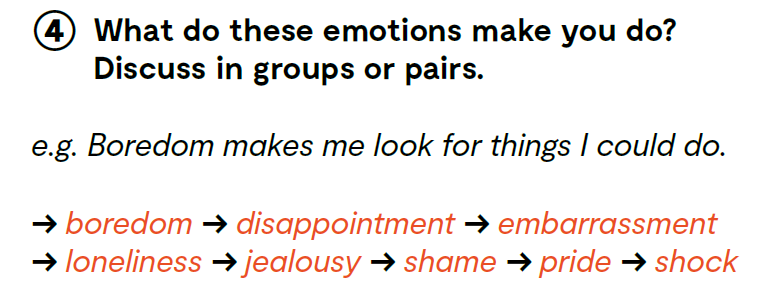 ④ What do these emotions make you do?
Discuss in groups or pairs.
e.g. Boredom makes me look for things I could do.
→ boredom → disappointment → embarrassment
→ loneliness → jealousy → shame → pride → shock